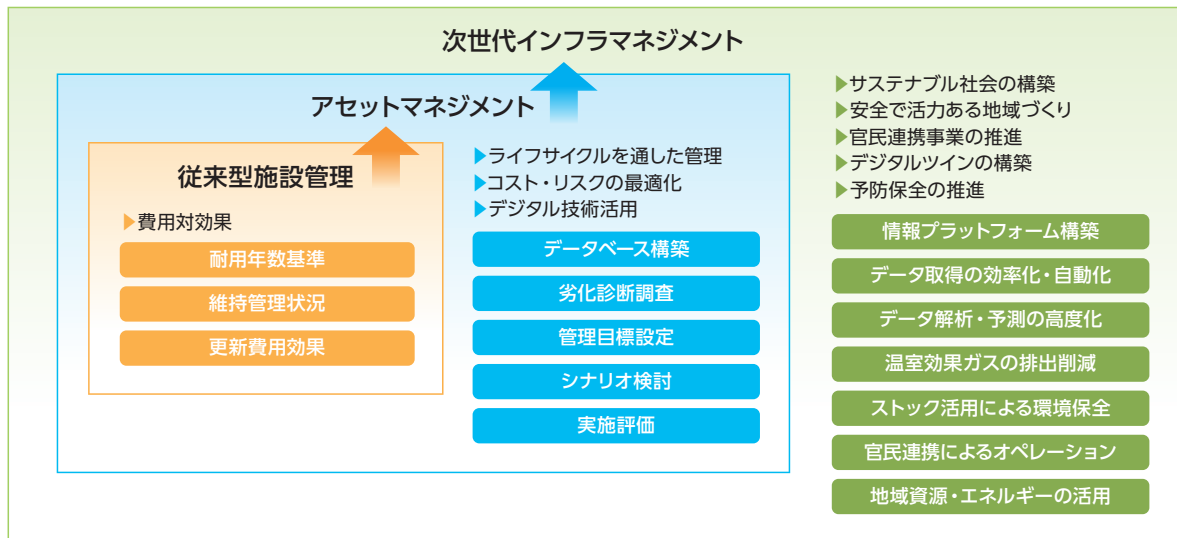 次世代インフラマネジメント
アセットマネジメント
従来型施設管理
▶費用対効果
耐用年数基準
維持管理状況
更新費用効果
▶ライフサイクルを通した管理
▶コスト・リスクの最適化
▶デジタル技術活用
データベース構築
劣化診断調査
管理目標設定
シナリオ検討
実施評価
▶サステナブル社会の構築
▶安全で活力ある地域づくり
▶官民連携事業の推進
▶デジタルツインの構築
▶予防保全の推進
情報プラットフォーム構築
データ取得の効率化・自動化
データ解析・予測の高度化
温室効果ガスの排出削減
ストック活用による環境保全
官民連携によるオペレーション
地域資源・エネルギーの活用